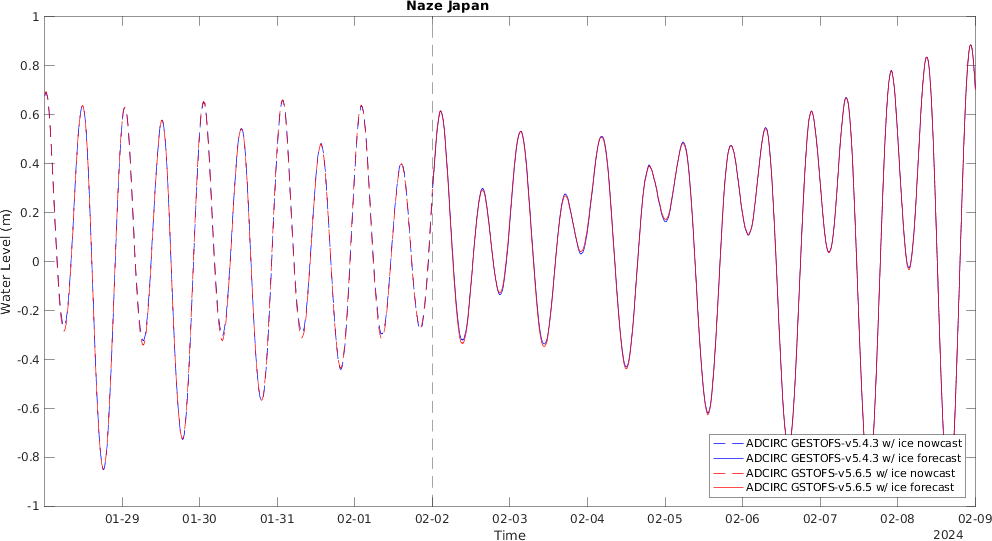 Naze Japan
1
0.8
0.6
0.4
0.2
0
-0.2
-0.4
-0.6
-0.8
-1
Water Level (m)
ADCIRC GESTOFS-v5.4.3 w/ ice nowcast
ADCIRC GESTOFS-v5.4.3 w/ ice forecast
ADCIRC GSTOFS-v5.6.5 w/ ice nowcast
ADCIRC GSTOFS-v5.6.5 w/ ice forecast
01-29 01-30 01-31 02-01 02-02 02-03 02-04 02-05 02-06 02-07 02-08 02-09
Time
2024